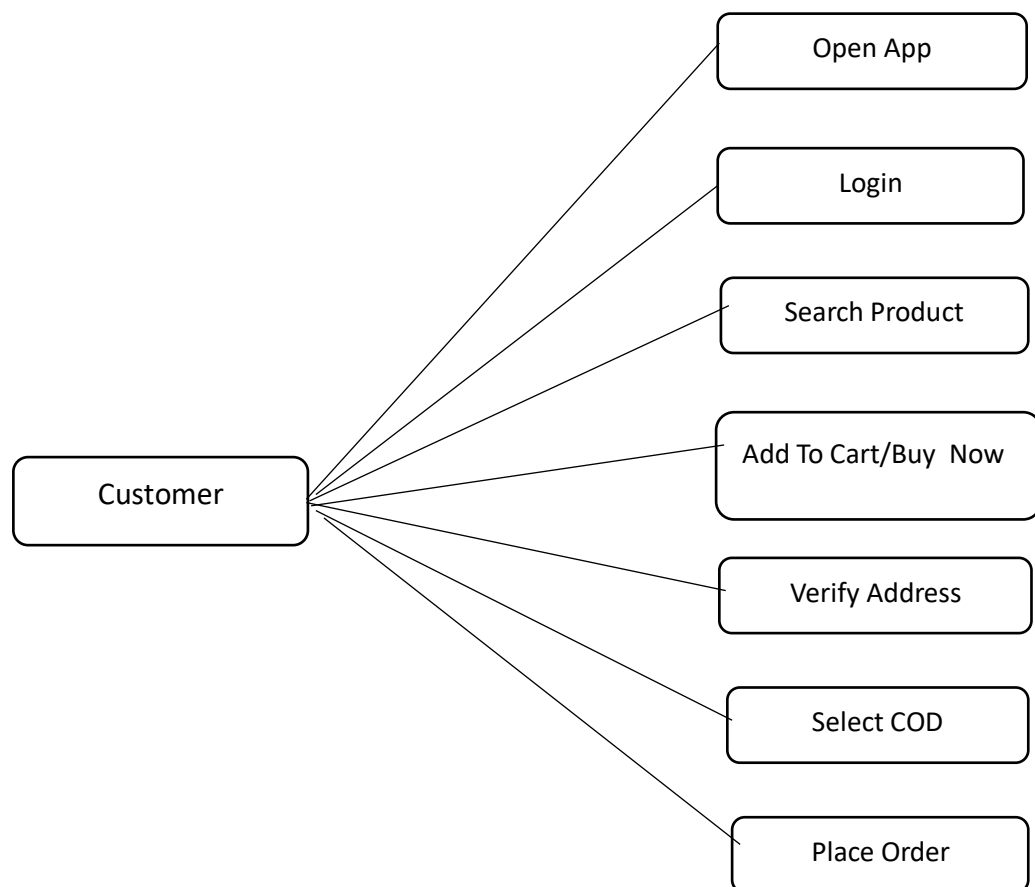 Open App
Login
Search Product
Add To Cart/Buy  Now
Customer
Verify Address
Select COD
Place Order